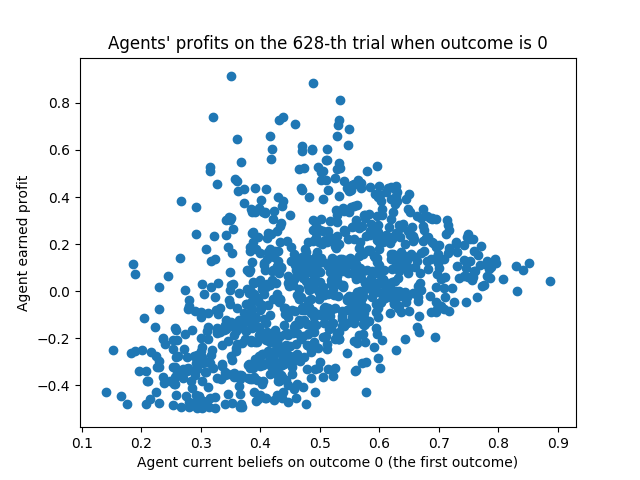 Agents' profits on the 628-th trial when outcome is 0
Agent earned profit
0.8
0.6
0.4
0.2
0.0
−0.2
−0.4
0.1 0.2 0.3 0.4 0.5 0.6 0.7 0.8 0.9
Agent current beliefs on outcome 0 (the first outcome)